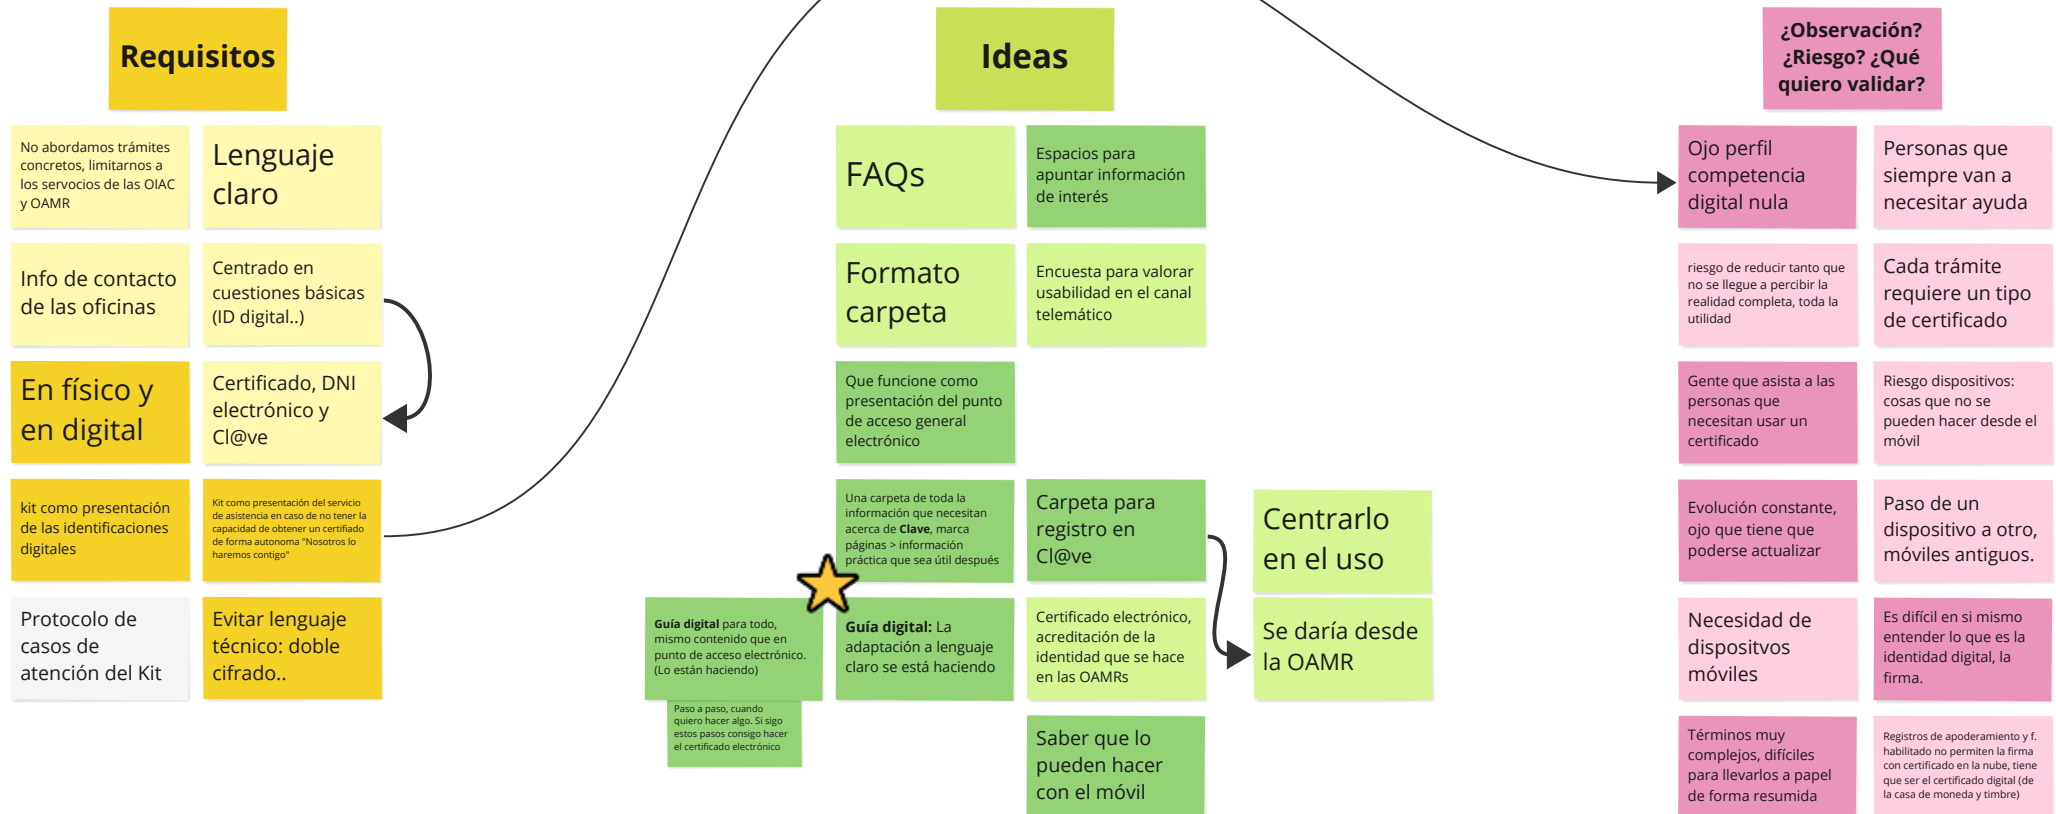 Requisitos
No abordamos trámites
concretos, limitarnos a
los servocios de las OIAC
y OAMR
Lenguaje
claro
Info de contacto
de las oficinas
Centrado en
cuestiones básicas
(ID digital..)
En físico y
en digital
Certificado, DNI
electrónico y
Cl@ve
kit como presentación
de las identificaciones
digitales
Kit como presentación del servicio
de asistencia en caso de no tener la
capacidad de obtener un certifiado
de forma autonoma "Nosotros lo
haremos contigo"
Protocolo de
casos de
atención del Kit
Evitar lenguaje
técnico: doble
cifrado..
Ideas
FAQs
Espacios para
apuntar información
de interés
Formato
carpeta
Encuesta para valorar
usabilidad en el canal
telemático
Que funcione como
presentación del punto
de acceso general
electrónico
Una carpeta de toda la
información que necesitan
acerca de Clave, marca
páginas > información
práctica que sea útil después
Carpeta para
registro en
Cl@ve
Centrarlo
en el uso
Guía digital para todo,
mismo contenido que en
punto de acceso electrónico.
(Lo están haciendo)
Guía digital: La
adaptación a lenguaje
claro se está haciendo
Certificado electrónico,
acreditación de la
identidad que se hace
en las OAMRs
Se daría desde
la OAMR
Paso a paso, cuando
quiero hacer algo. Si sigo
estos pasos consigo hacer
el certificado electrónico
Saber que lo
pueden hacer
con el móvil
¿Observación?
¿Riesgo? ¿Qué
quiero validar?
Ojo perfil
competencia
digital nula
Personas que
siempre van a
necesitar ayuda
riesgo de reducir tanto que
no se llegue a percibir la
realidad completa, toda la
utilidad
Cada trámite
requiere un tipo
de certificado
Gente que asista a las
personas que
necesitan usar un
certificado
Riesgo dispositivos:
cosas que no se
pueden hacer desde el
móvil
Evolución constante,
ojo que tiene que
poderse actualizar
Paso de un
dispositivo a otro,
móviles antiguos.
Necesidad de
dispositvos
móviles
Es difícil en si mismo
entender lo que es la
identidad digital, la
firma.
Términos muy
complejos, difíciles
para llevarlos a papel
de forma resumida
Registros de apoderamiento y f.
habilitado no permiten la firma
con certificado en la nube, tiene
que ser el certificado digital (de
la casa de moneda y timbre)